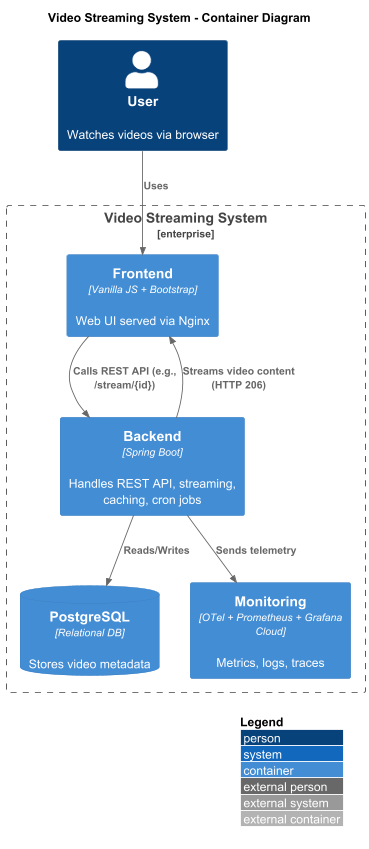 Video Streaming System - Container Diagram
User
Watches videos via browser
Uses
Video Streaming System
[enterprise]
Frontend
[Vanilla JS + Bootstrap]
Web UI served via Nginx
Calls REST API (e.g.,
/stream/{id})
Streams video content
(HTTP 206)
Backend
[Spring Boot]
Handles REST API, streaming,
caching, cron jobs
Reads/Writes
Sends telemetry
PostgreSQL
[Relational DB]
Stores video metadata
Monitoring
[OTel + Prometheus + Grafana
Cloud]
Metrics, logs, traces
Legend
person
system
container
external person
external system
external container